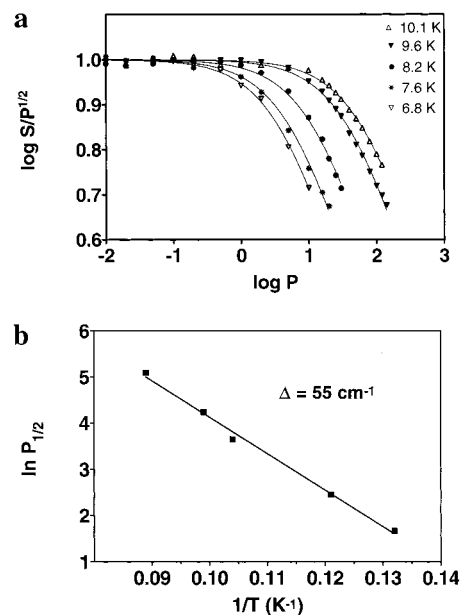 a
△ 10.1 K
▼ 9.6 K
● 8.2 K
✶ 7.6 K
▽ 6.8 K
log S/P^1/2
1.0
0.9
0.8
0.7
0.6
-2 -1 0 1 2 3
log P
b
ln P_1/2
6
5
4
3
2
1
Δ = 55 cm⁻¹
0.09 0.10 0.11 0.12 0.13 0.14
1/T (K⁻¹)